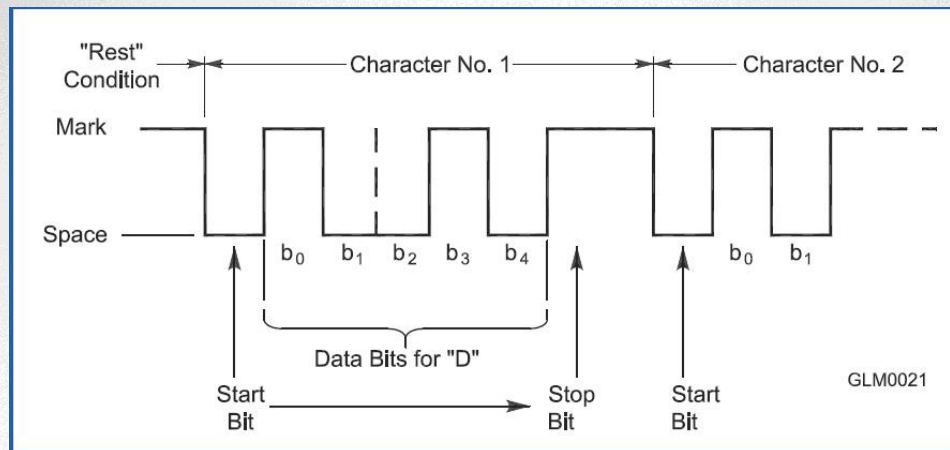 "Rest"
Condition
Character No. 1
Character No. 2
Mark
Space
b0 b1 b2 b3 b4 b0 b1
Data Bits for "D"
Start
Bit
Stop
Bit
Start
Bit
GLM0021